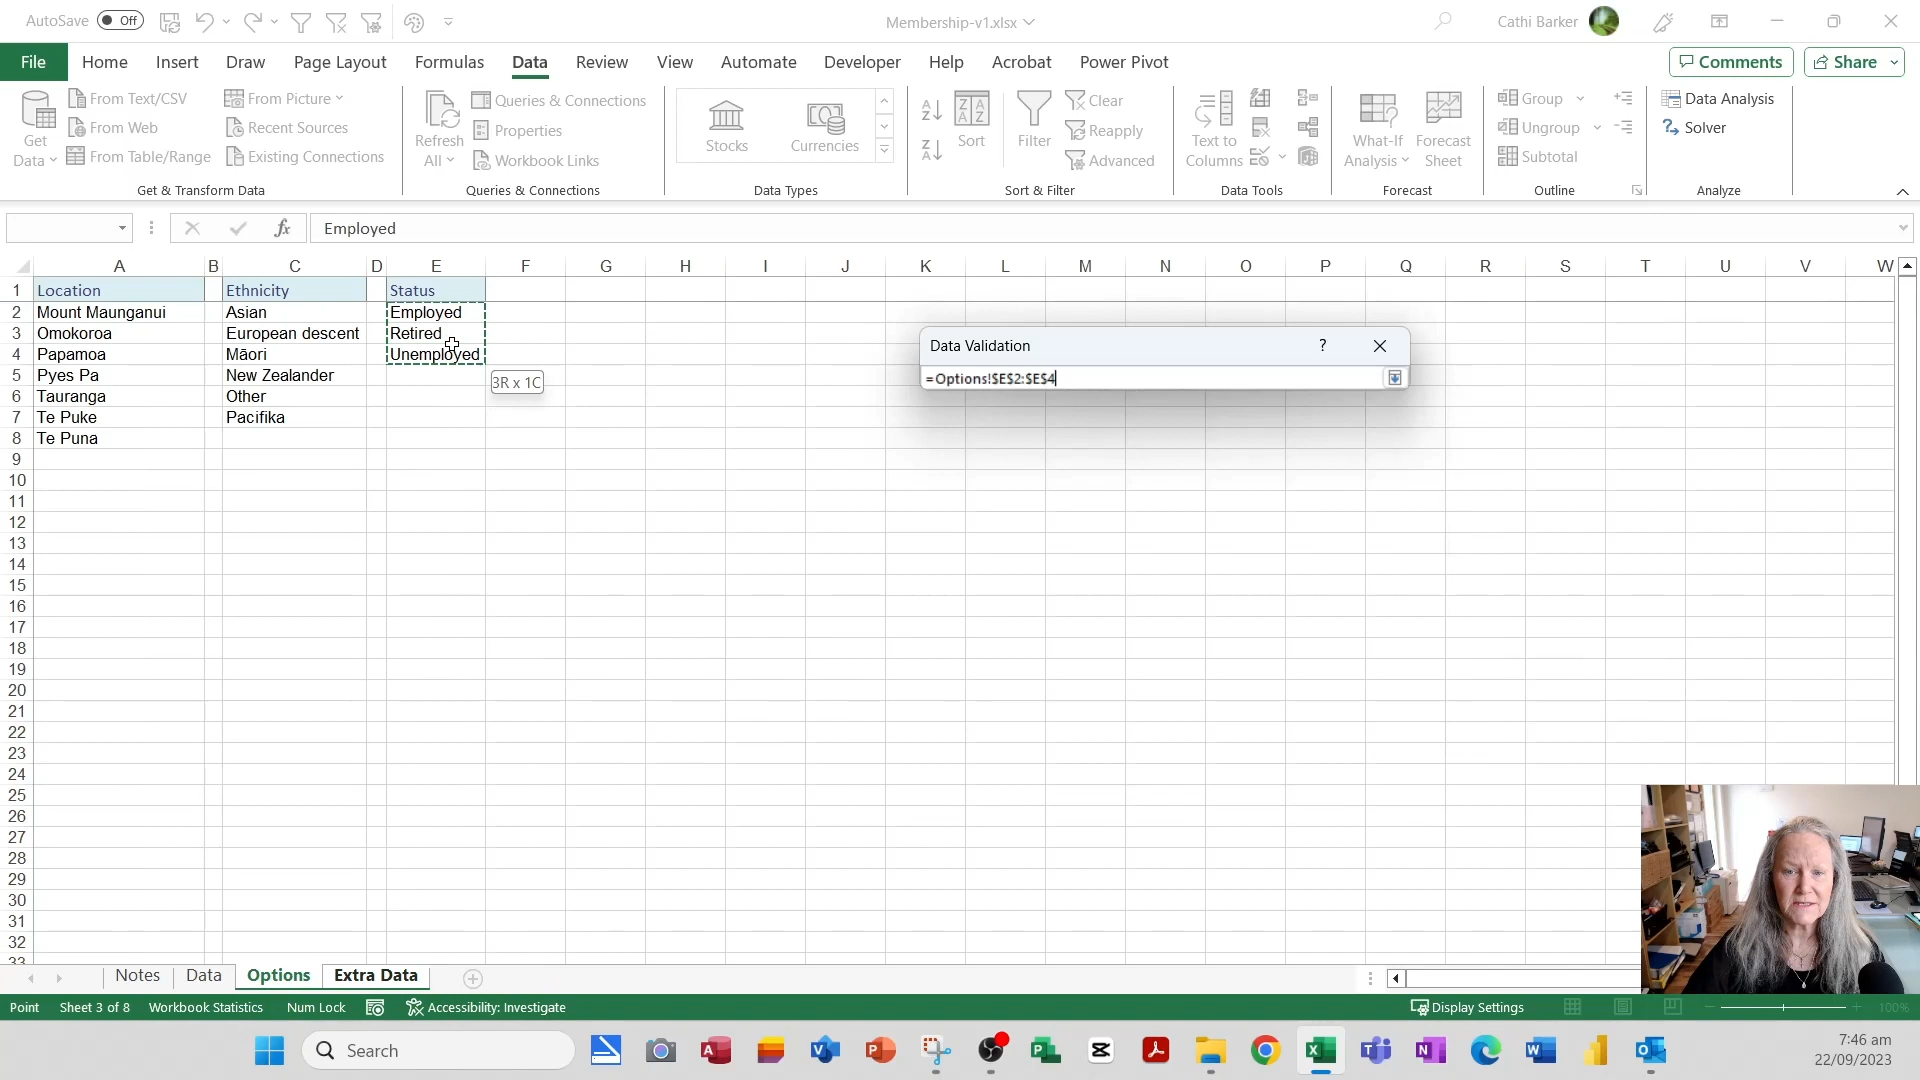 AutoSave Off
Membership-v1.xlsx
Cathi Barker
File Home Insert Draw Page Layout Formulas Data Review View Automate Developer Help Acrobat Power Pivot
Comments Share
Get Data
From Text/CSV
From Web
From Table/Range
From Picture
Recent Sources
Existing Connections
Get & Transform Data
Refresh All
Queries & Connections
Properties
Workbook Links
Queries & Connections
Stocks
Currencies
Data Types
Sort
Filter
Clear
Reapply
Advanced
Sort & Filter
Text to Columns
Data Tools
What-If Analysis
Forecast Sheet
Forecast
Group
Ungroup
Subtotal
Outline
Data Analysis
Solver
Analyze
fx Employed
A B C D E F G H I J K L M N O P Q R S T U V W
1 Location Ethnicity Status
2 Mount Maunganui Asian Employed
3 Omokoroa European descent Retired
4 Papamoa Māori Unemployed
5 Pyes Pa New Zealander
6 Tauranga Other
7 Te Puke Pacifika
8 Te Puna
9
10
11
12
13
14
15
16
17
18
19
20
21
22
23
24
25
26
27
28
29
30
31
32
33
3R x 1C
Data Validation ?
=Options!$E$2:$E$4
Notes Data Options Extra Data
Point Sheet 3 of 8 Workbook Statistics Num Lock Accessibility: Investigate Display Settings 100%
Search
7:46 am
22/09/2023